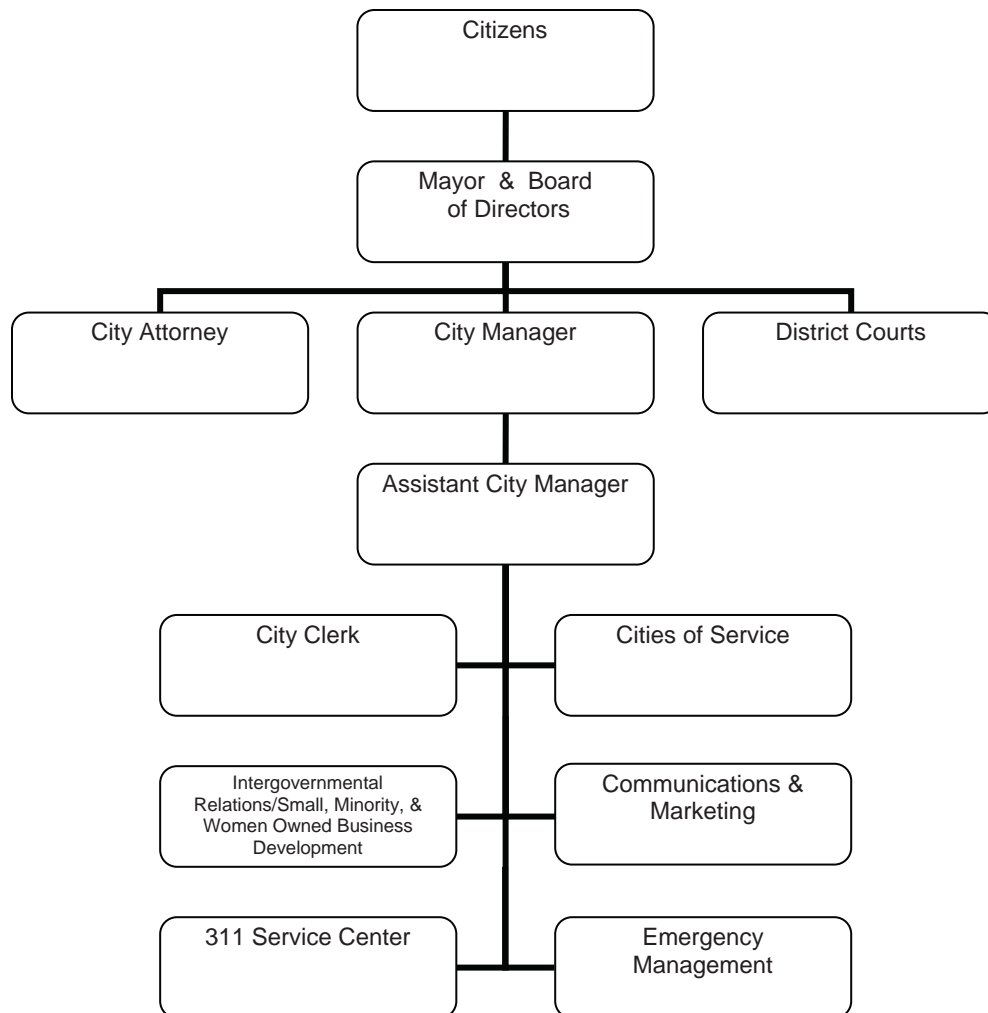 Citizens
Mayor & Board
of Directors
City Attorney
City Manager
District Courts
Assistant City Manager
City Clerk
Cities of Service
Intergovernmental
Relations/Small, Minority, &
Women Owned Business
Development
Communications &
Marketing
311 Service Center
Emergency
Management